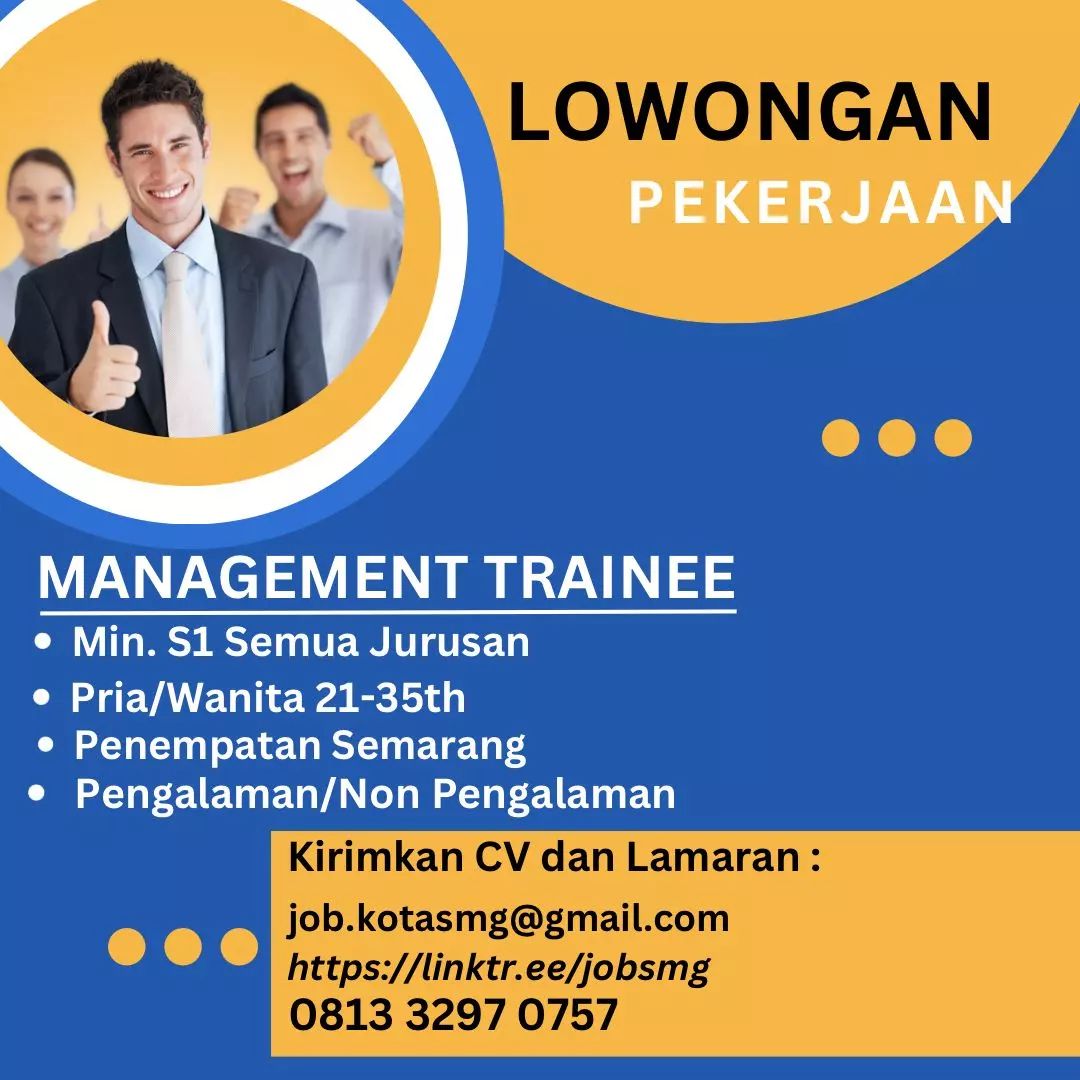 LOWONGAN
PEKERJAAN
MANAGEMENT TRAINEE
• Min. S1 Semua Jurusan
• Pria/Wanita 21-35th
• Penempatan Semarang
• Pengalaman/Non Pengalaman
Kirimkan CV dan Lamaran :
job.kotasmg@gmail.com
https://linktr.ee/jobsmg
0813 3297 0757